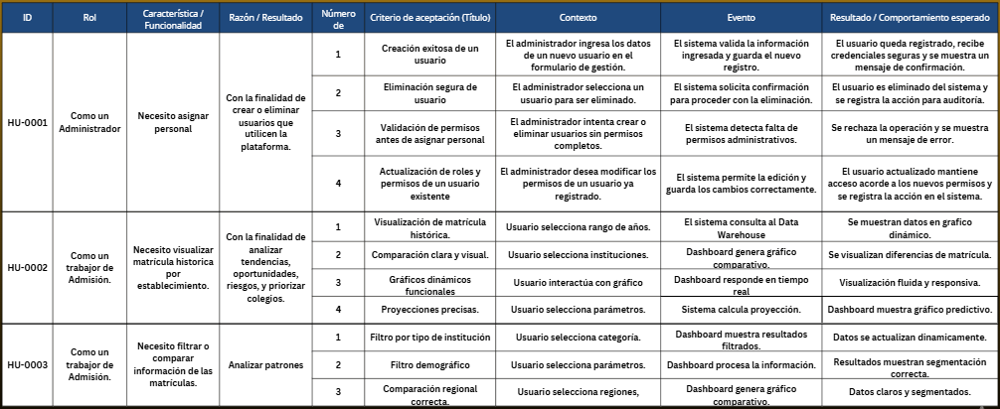 ID
Rol
Característica /
Funcionalidad
Razón / Resultado
Número
de
Criterio de aceptación (Título)
Contexto
Evento
Resultado / Comportamiento esperado
HU-0001
Como un
Administrador
Necesito asignar
personal
Con la finalidad de
crear o eliminar
usuarios que
utilicen la
plataforma.
1
Creación exitosa de un
usuario
El administrador ingresa los datos
de un nuevo usuario en el
formulario de gestión.
El sistema valida la información
ingresada y guarda el nuevo
registro.
El usuario queda registrado, recibe
credenciales seguras y se muestra un
mensaje de confirmación.
2
Eliminación segura de
usuario
El administrador selecciona un
usuario para ser eliminado.
El sistema solicita confirmación
para proceder con la eliminación.
El usuario es eliminado del sistema y
se registra la acción para auditoría.
3
Validación de permisos
antes de asignar personal
El administrador intenta crear o
eliminar usuarios sin permisos
completos.
El sistema detecta falta de
permisos administrativos.
Se rechaza la operación y se muestra
un mensaje de error.
4
Actualización de roles y
permisos de un usuario
existente
El administrador desea modificar los
permisos de un usuario ya
registrado.
El sistema permite la edición y
guarda los cambios correctamente.
El usuario actualizado mantiene
acceso acorde a los nuevos permisos y
se registra la acción en el sistema.
HU-0002
Como un
trabajor de
Admisión.
Necesito visualizar
matrícula historica
por
establecimiento.
Con la finalidad de
analizar
tendencias,
oportunidades,
riesgos, y priorizar
colegios.
1
Visualización de matrícula
histórica.
Usuario selecciona rango de años.
El sistema consulta al Data
Warehouse
Se muestran datos en grafico
dinámico.
2
Comparación clara y visual.
Usuario selecciona instituciones.
Dashboard genera gráfico
comparativo.
Se visualizan diferencias de matrícula.
3
Gráficos dinámicos
funcionales
Usuario interactúa con gráfico
Dashboard responde en tiempo
real
Visualización fluida y responsiva.
4
Proyecciones precisas.
Usuario selecciona parámetros.
Sistema calcula proyección.
Dashboard muestra gráfico predictivo.
HU-0003
Como un
trabajor de
Admisión.
Necesito filtrar o
comparar
información de las
matrículas.
Analizar patrones
1
Filtro por tipo de institución
Usuario selecciona categoría.
Dashboard muestra resultados
filtrados.
Datos se actualizan dinamicamente.
2
Filtro demográfico
Usuario selecciona parámetros.
Dashboard procesa la información.
Resultados muestran segmentación
correcta.
3
Comparación regional
correcta.
Usuario selecciona regiones,
Dashboard genera gráfico
comparativo.
Datos claros y segmentados.